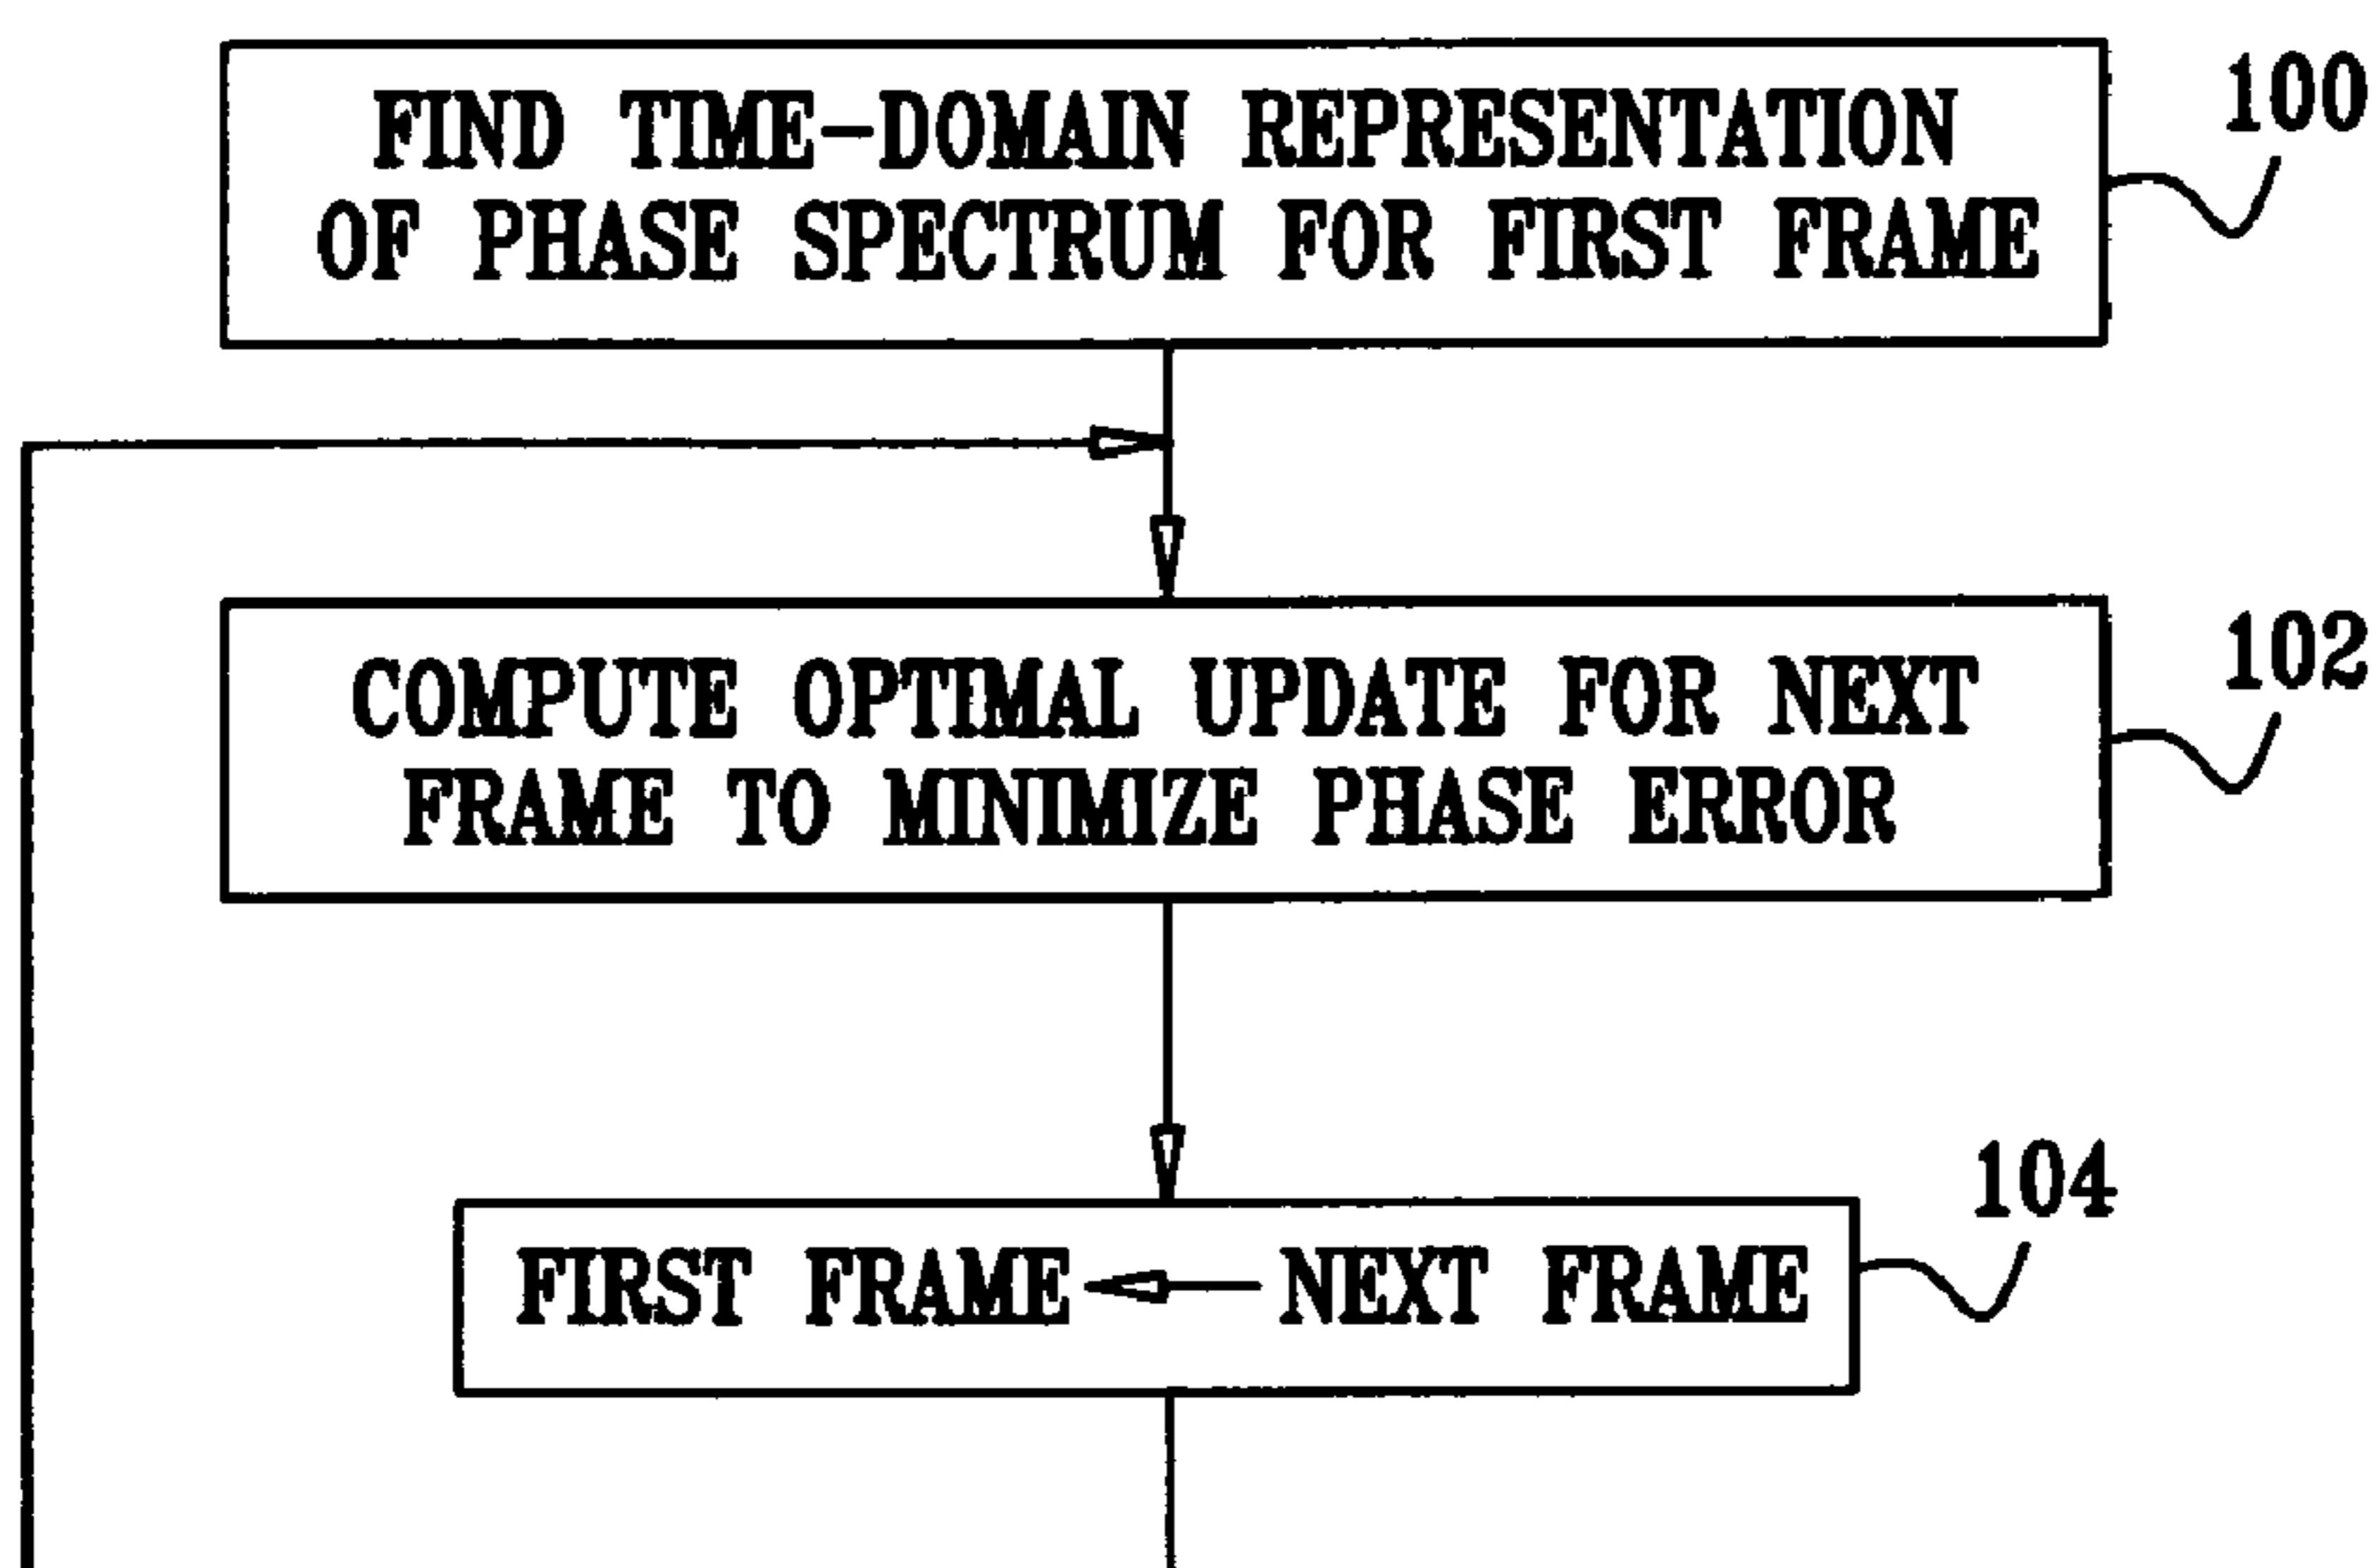 FIND TIME-DOMAIN REPRESENTATION
OF PHASE SPECTRUM FOR FIRST FRAME
100
COMPUTE OPTIMAL UPDATE FOR NEXT
FRAME TO MINIMIZE PHASE ERROR
102
FIRST FRAME ← NEXT FRAME
104